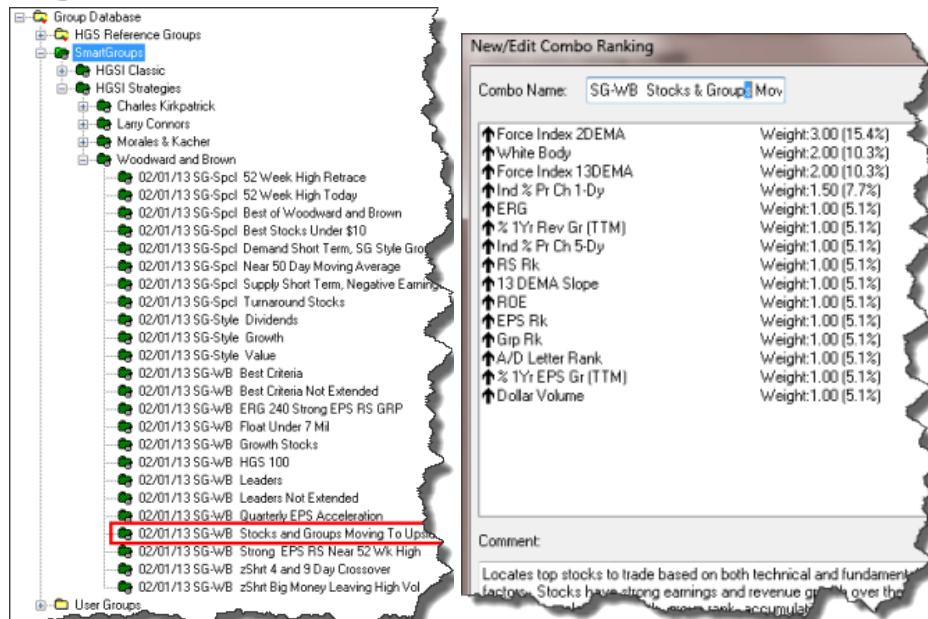 Group Database
HGS Reference Groups
SmartGroups
HGSI Classic
HGSI Strategies
Charles Kirkpatrick
Larry Connors
Morales & Kacher
Woodward and Brown
02/01/13 SG-Spcl 52 Week High Retrace
02/01/13 SG-Spcl 52 Week High Today
02/01/13 SG-Spcl Best of Woodward and Brown
02/01/13 SG-Spcl Best Stocks Under $10
02/01/13 SG-Spcl Demand Short Term, SG Style Gro
02/01/13 SG-Spcl Near 50 Day Moving Average
02/01/13 SG-Spcl Supply Short Term, Negative Earning
02/01/13 SG-Spcl Turnaround Stocks
02/01/13 SG-Style Dividends
02/01/13 SG-Style Growth
02/01/13 SG-Style Value
02/01/13 SG-WB Best Criteria
02/01/13 SG-WB Best Criteria Not Extended
02/01/13 SG-WB ERG 240 Strong EPS RS GRP
02/01/13 SG-WB Float Under 7 Mil
02/01/13 SG-WB Growth Stocks
02/01/13 SG-WB HGS 100
02/01/13 SG-WB Leaders
02/01/13 SG-WB Leaders Not Extended
02/01/13 SG-WB Quarterly EPS Acceleration
02/01/13 SG-WB Stocks and Groups Moving To Upsi
02/01/13 SG-WB Strong EPS RS Near 52 Wk High
02/01/13 SG-WB zShrt 4 and 9 Day Crossover
02/01/13 SG-WB zShrt Big Money Leaving High Vol
User Groups
New/Edit Combo Ranking
Combo Name: SG-WB Stocks & Groups Mov
Force Index 2DEMA Weight:3.00 (15.4%)
White Body Weight:2.00 (10.3%)
Force Index 13DEMA Weight:2.00 (10.3%)
Ind % Pr Ch 1-Dy Weight:1.50 (7.7%)
ERG Weight:1.00 (5.1%)
% 1Yr Rev Gr (TTM) Weight:1.00 (5.1%)
Ind % Pr Ch 5-Dy Weight:1.00 (5.1%)
RS Rk Weight:1.00 (5.1%)
13 DEMA Slope Weight:1.00 (5.1%)
ROE Weight:1.00 (5.1%)
EPS Rk Weight:1.00 (5.1%)
Grp Rk Weight:1.00 (5.1%)
A/D Letter Rank Weight:1.00 (5.1%)
% 1Yr EPS Gr (TTM) Weight:1.00 (5.1%)
Dollar Volume Weight:1.00 (5.1%)
Comment:
Locates top stocks to trade based on both technical and fundament
factors. Stocks have strong earnings and revenue growth over the
group rank, accumulat